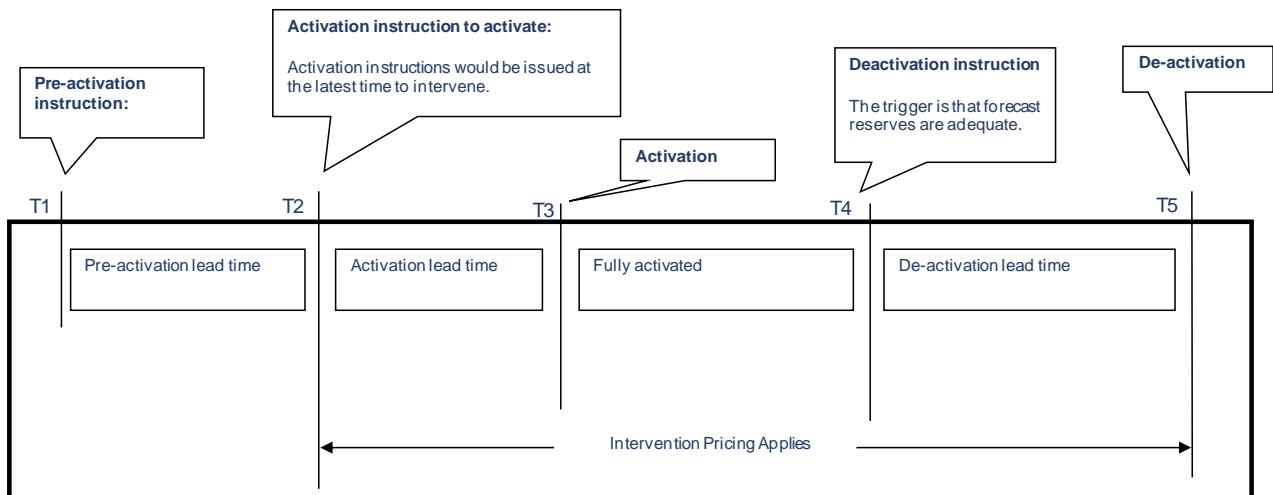 Pre-activation
instruction:
Activation instruction to activate:
Activation instructions would be issued at
the latest time to intervene.
Activation
Deactivation instruction
The trigger is that forecast
reserves are adequate.
De-activation
T1
T2
T3
T4
T5
Pre-activation lead time
Activation lead time
Fully activated
De-activation lead time
Intervention Pricing Applies